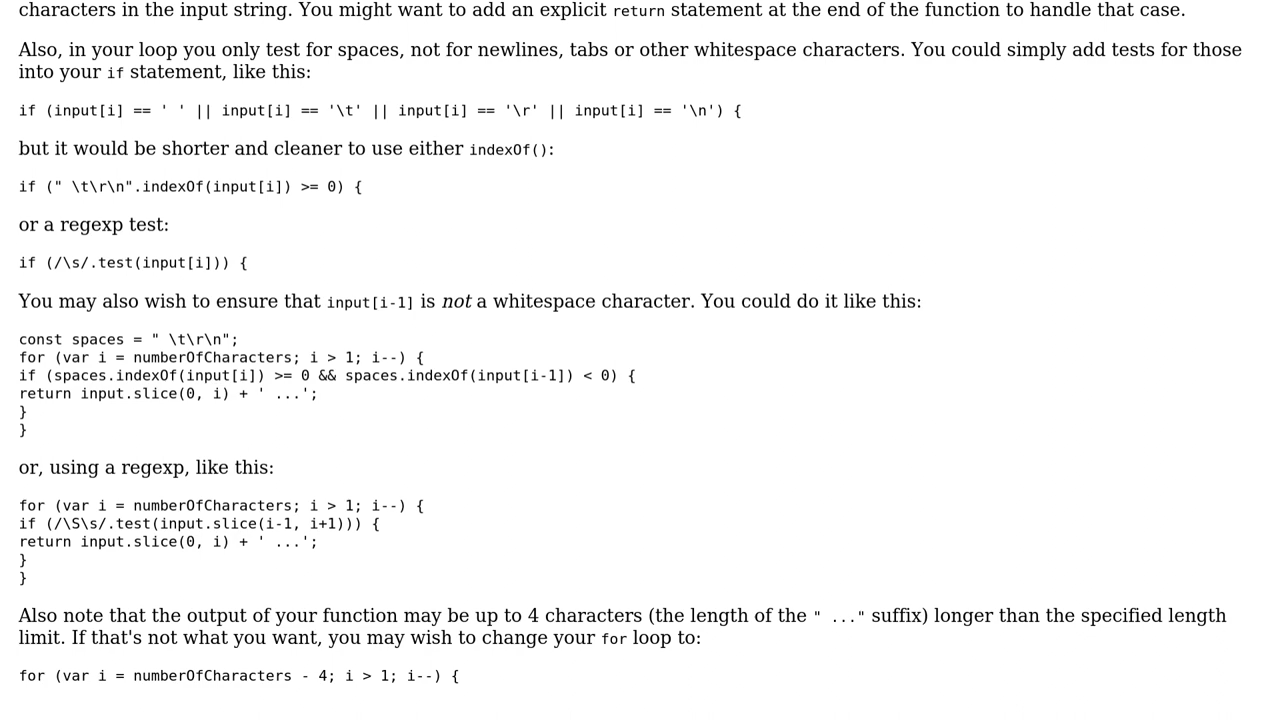 characters in the input string. You might want to add an explicit return statement at the end of the function to handle that case.
Also, in your loop you only test for spaces, not for newlines, tabs or other whitespace characters. You could simply add tests for those
into your if statement, like this:
if (input[i] == ' ' || input[i] == '\t' || input[i] == '\r' || input[i] == '\n') {
but it would be shorter and cleaner to use either indexOf():
if (" \t\r\n".indexOf(input[i]) >= 0) {
or a regexp test:
if (/\s/.test(input[i])) {
You may also wish to ensure that input[i-1] is not a whitespace character. You could do it like this:
const spaces = " \t\r\n";
for (var i = numberOfCharacters; i > 1; i--) {
if (spaces.indexOf(input[i]) >= 0 && spaces.indexOf(input[i-1]) < 0) {
return input.slice(0, i) + ' ...';
}
}
or, using a regexp, like this:
for (var i = numberOfCharacters; i > 1; i--) {
if (/\S\s/.test(input.slice(i-1, i+1))) {
return input.slice(0, i) + ' ...';
}
}
Also note that the output of your function may be up to 4 characters (the length of the " ..." suffix) longer than the specified length
limit. If that's not what you want, you may wish to change your for loop to:
for (var i = numberOfCharacters - 4; i > 1; i--) {